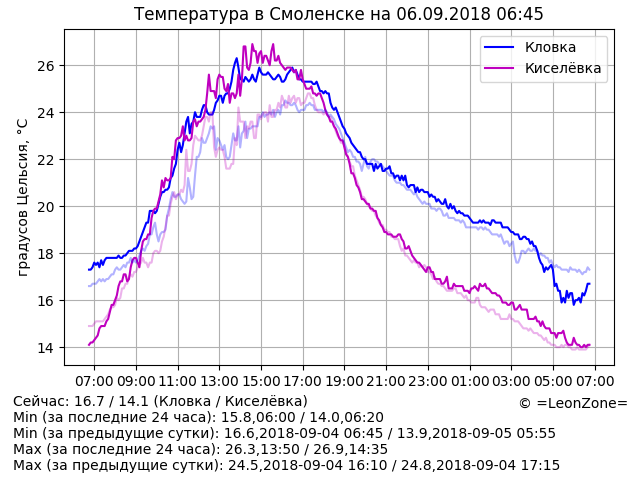 Температура в Смоленске на 06.09.2018 06:45
Кловка
Киселёвка
градусов Цельсия, °C
26
24
22
20
18
16
14
07:00 09:00 11:00 13:00 15:00 17:00 19:00 21:00 23:00 01:00 03:00 05:00 07:00
Сейчас: 16.7 / 14.1 (Кловка / Киселёвка)
© =LeonZone=
Min (за последние 24 часа): 15.8,06:00 / 14.0,06:20
Min (за предыдущие сутки): 16.6,2018-09-04 06:45 / 13.9,2018-09-05 05:55
Max (за последние 24 часа): 26.3,13:50 / 26.9,14:35
Max (за предыдущие сутки): 24.5,2018-09-04 16:10 / 24.8,2018-09-04 17:15